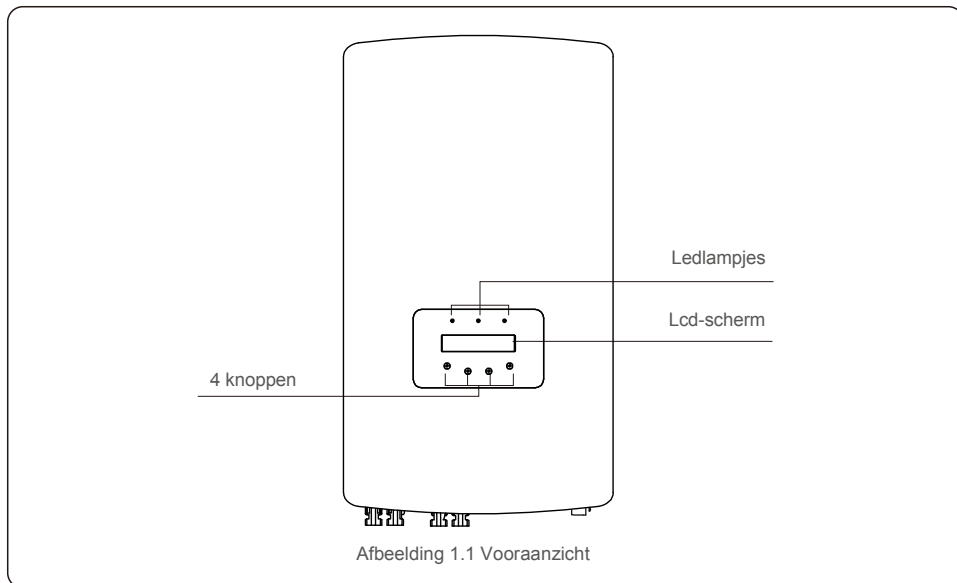 Ledlampjes
Lcd-scherm
4 knoppen
Afbeelding 1.1 Vooraanzicht